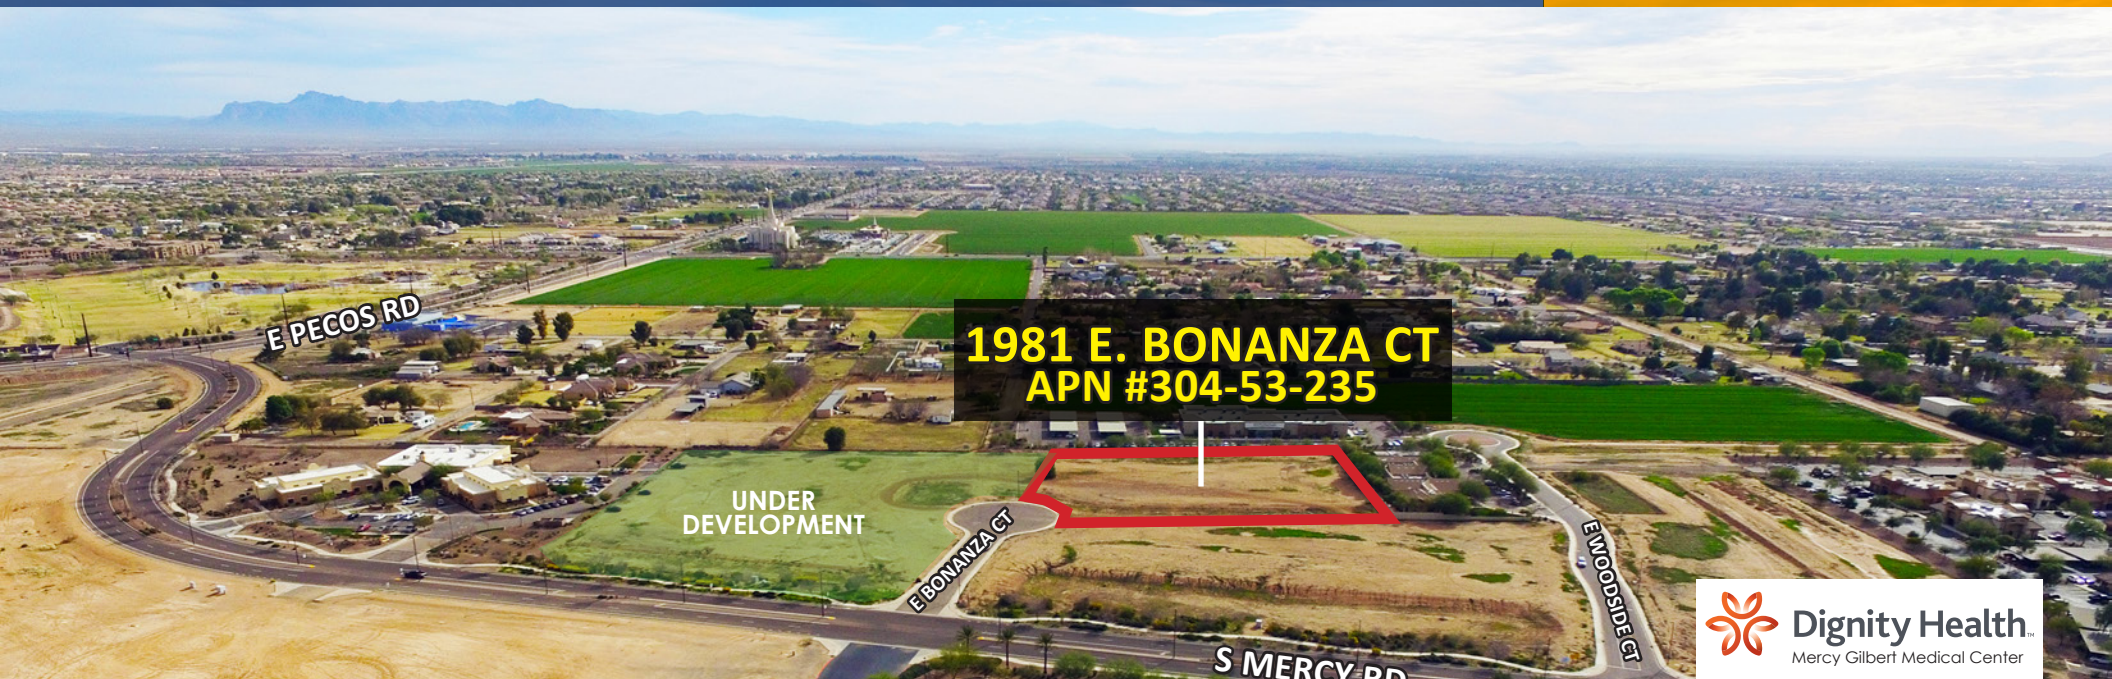 E PECOS RD
1981 E. BONANZA CT
APN #304-53-235
UNDER
DEVELOPMENT
E BONANZA CT
E WOODSIDE CT
S MERCY RD
Dignity Health™
Mercy Gilbert Medical Center